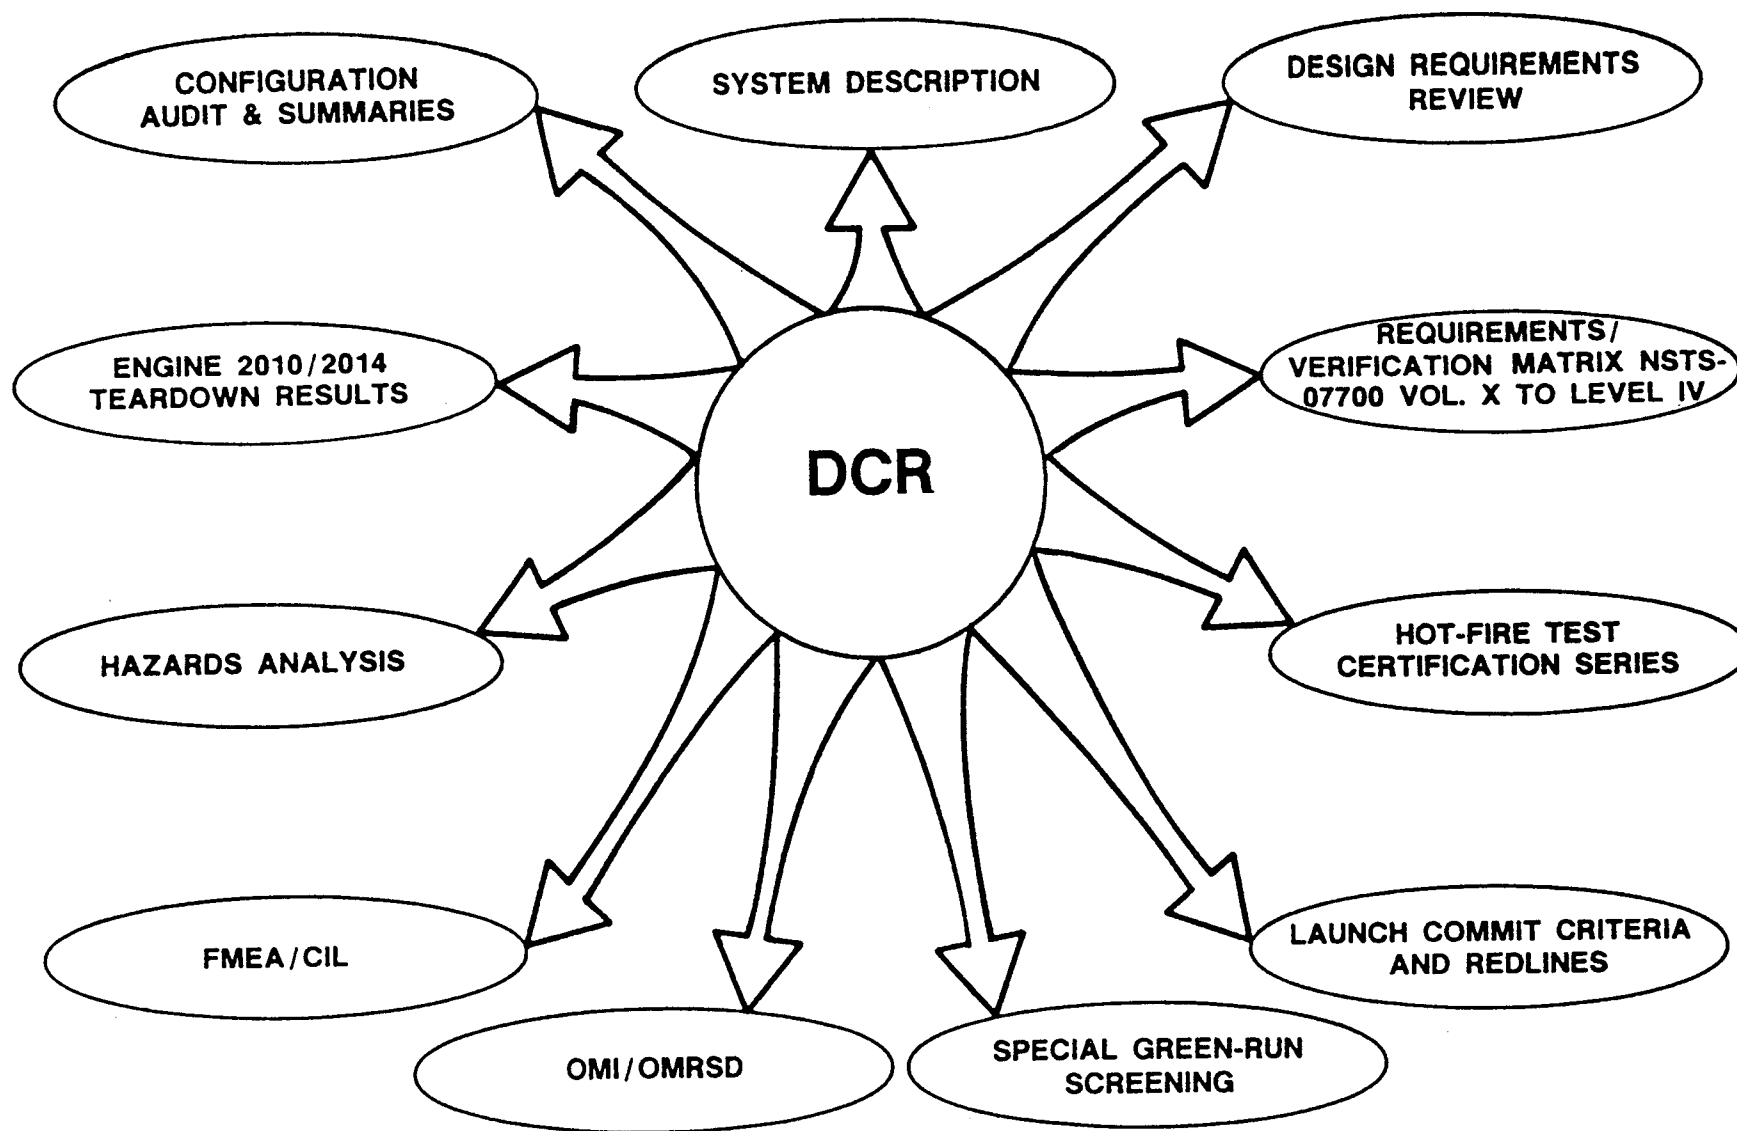 CONFIGURATION
AUDIT & SUMMARIES
SYSTEM DESCRIPTION
DESIGN REQUIREMENTS
REVIEW
ENGINE 2010/2014
TEARDOWN RESULTS
REQUIREMENTS/
VERIFICATION MATRIX NSTS-
07700 VOL. X TO LEVEL IV
DCR
HAZARDS ANALYSIS
HOT-FIRE TEST
CERTIFICATION SERIES
FMEA/CIL
LAUNCH COMMIT CRITERIA
AND REDLINES
OMI/OMRSD
SPECIAL GREEN-RUN
SCREENING